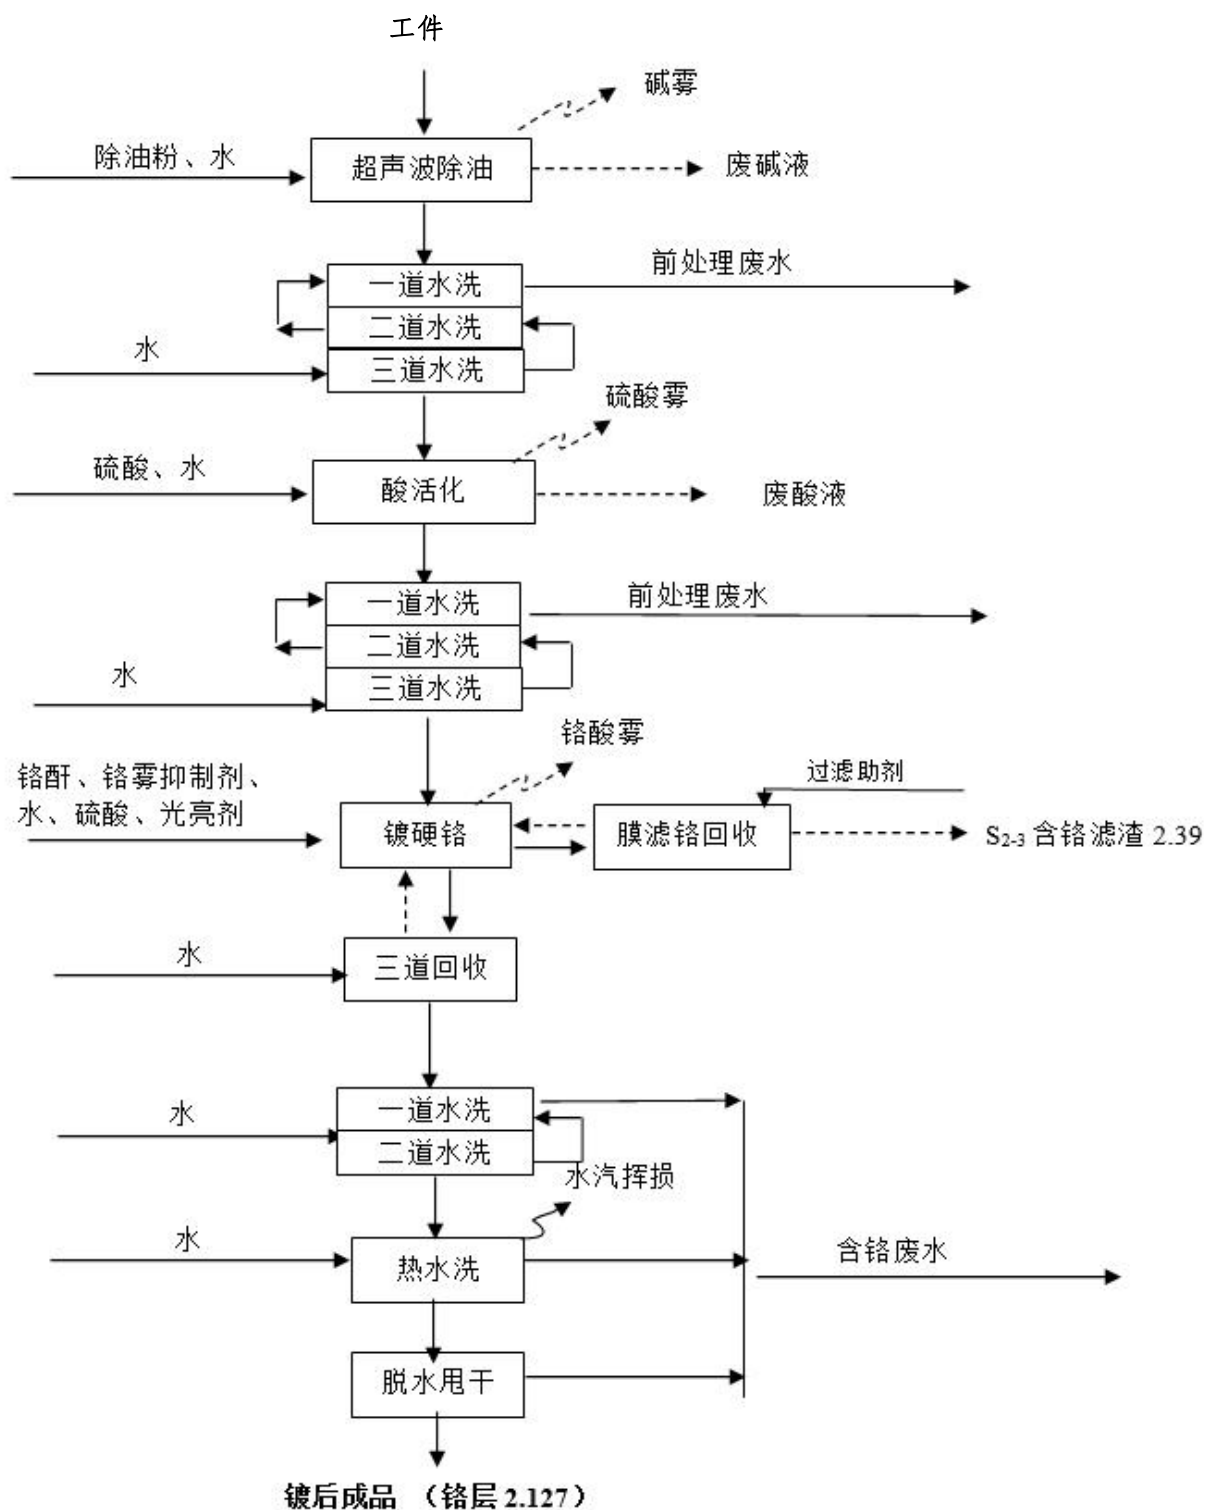 工件
碱雾
除油粉、水
超声波除油
废碱液
一道水洗
前处理废水
二道水洗
水
三道水洗
硫酸雾
硫酸、水
酸活化
废酸液
一道水洗
前处理废水
二道水洗
水
三道水洗
铬酸雾
铬酐、铬雾抑制剂、
水、硫酸、光亮剂
过滤助剂
镀硬铬
膜滤铬回收
S₂₋₃ 含铬滤渣 2.39
水
三道回收
水
一道水洗
二道水洗
水汽挥损
水
热水洗
含铬废水
脱水甩干
镀后成品 （铬层 2.127）